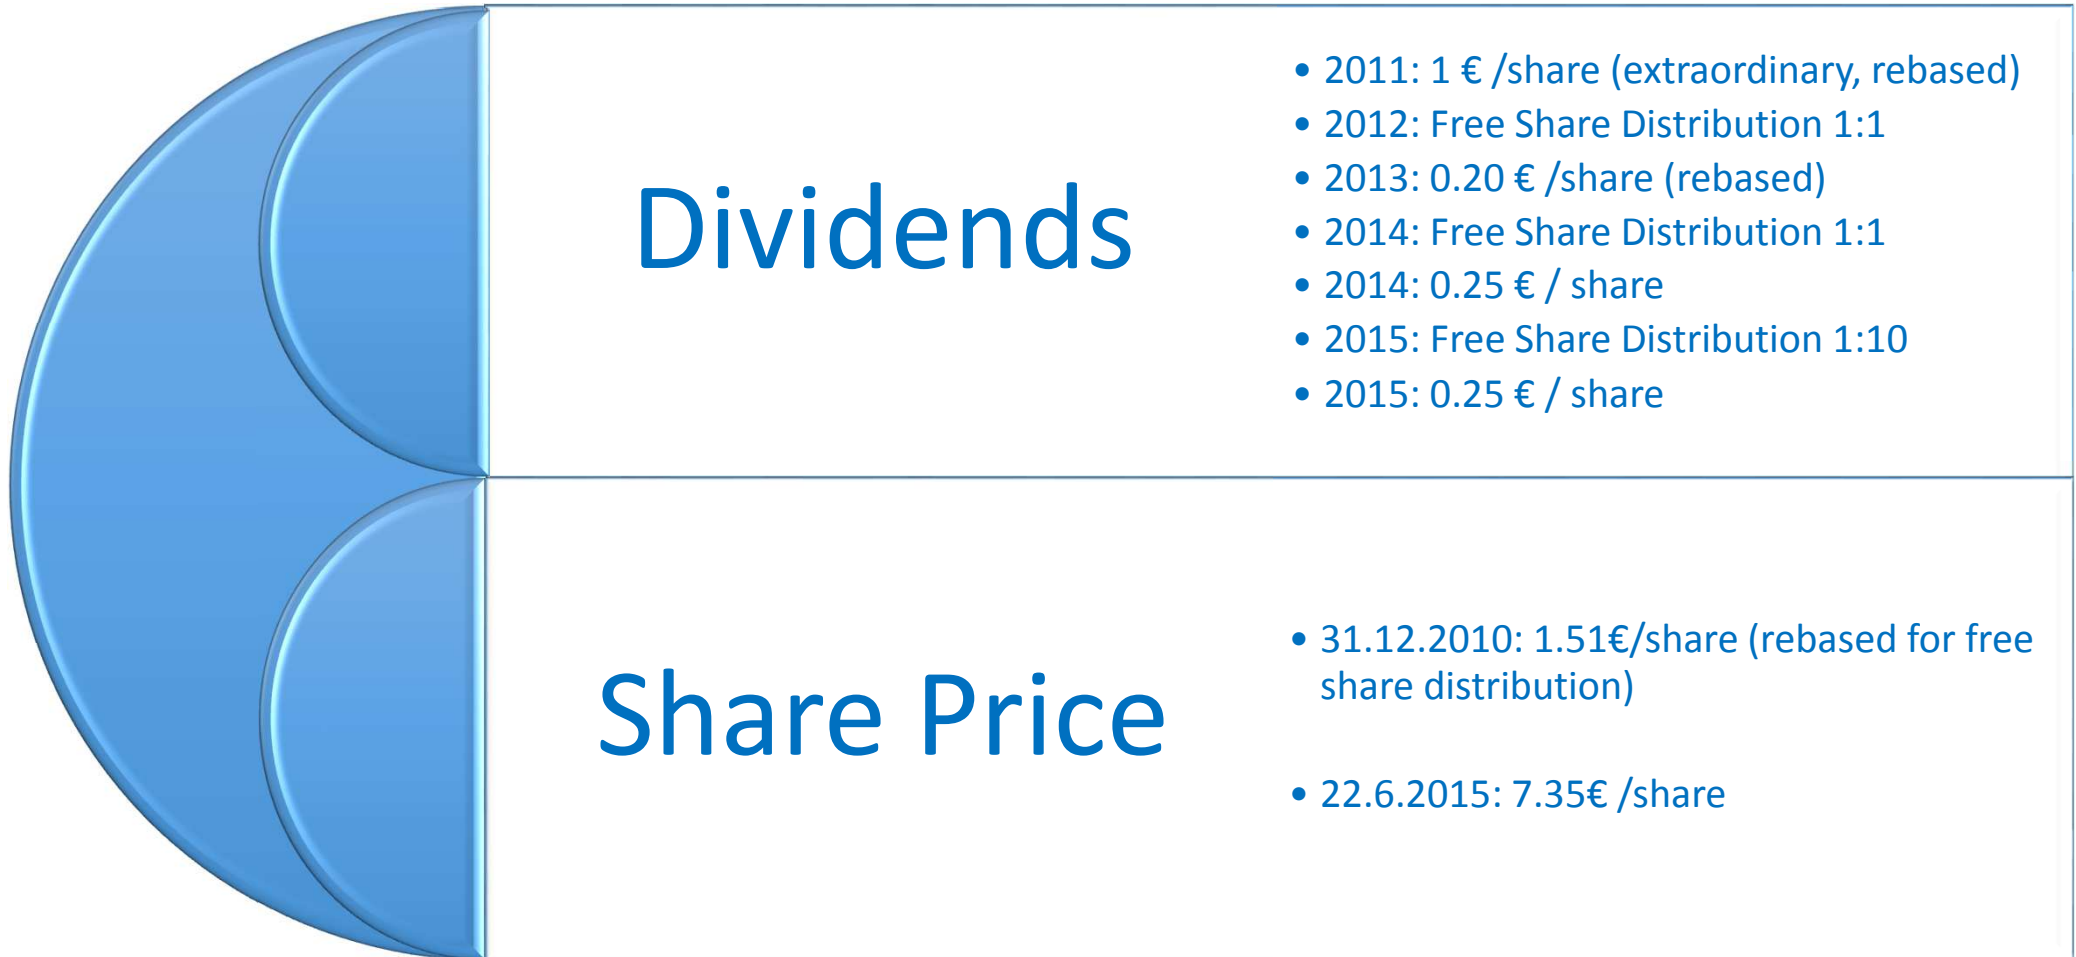 Dividends
• 2011: 1 € /share (extraordinary, rebased)
• 2012: Free Share Distribution 1:1
• 2013: 0.20 € /share (rebased)
• 2014: Free Share Distribution 1:1
• 2014: 0.25 € / share
• 2015: Free Share Distribution 1:10
• 2015: 0.25 € / share
Share Price
• 31.12.2010: 1.51€/share (rebased for free
share distribution)
• 22.6.2015: 7.35€ /share